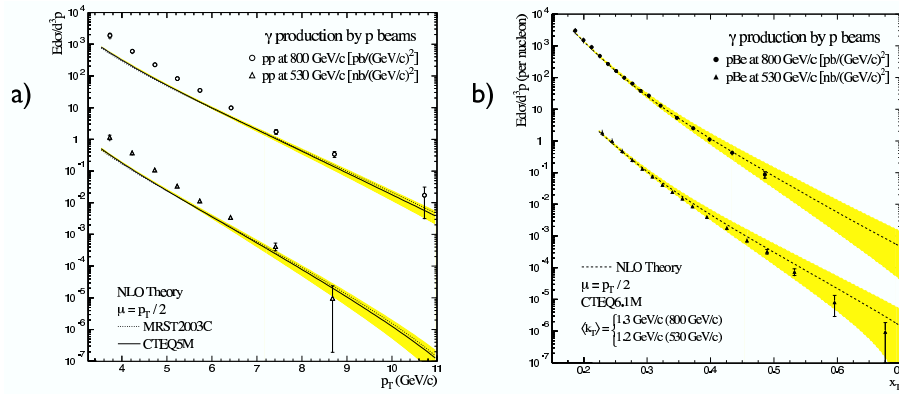 a)
Edσ/d³p
γ production by p beams
pp at 800 GeV/c [pb/(GeV/c)²]
pp at 530 GeV/c [nb/(GeV/c)²]
10⁴
10³
10²
10
1
10⁻¹
10⁻²
10⁻³
10⁻⁴
10⁻⁵
10⁻⁶
10⁻⁷
NLO Theory
μ = p_T / 2
MRST2003C
CTEQ5M
4 5 6 7 8 9 10 11
p_T (GeV/c)
b)
Edσ/d³p (per nucleon)
γ production by p beams
pBe at 800 GeV/c [pb/(GeV/c)²]
pBe at 530 GeV/c [nb/(GeV/c)²]
10⁴
10³
10²
10
1
10⁻¹
10⁻²
10⁻³
10⁻⁴
10⁻⁵
10⁻⁶
10⁻⁷
NLO Theory
μ = p_T / 2
CTEQ6.1M
⟨k_T⟩ = { 1.3 GeV/c (800 GeV/c)
1.2 GeV/c (530 GeV/c)
0.2 0.3 0.4 0.5 0.6
x_T